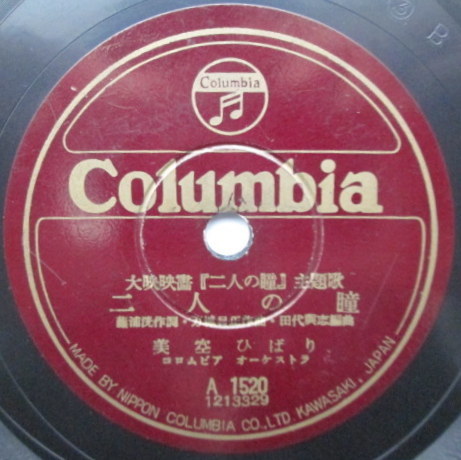 ③ B
Columbia
Columbia
大映映畫『二人の瞳』主題歌
二人の瞳
藤浦洸作詞・万城目正作曲・田代與志編曲
美空ひばり
コロムビア オーケストラ
A 1520
1213329
MADE BY NIPPON COLUMBIA CO., LTD KAWASAKI, JAPAN